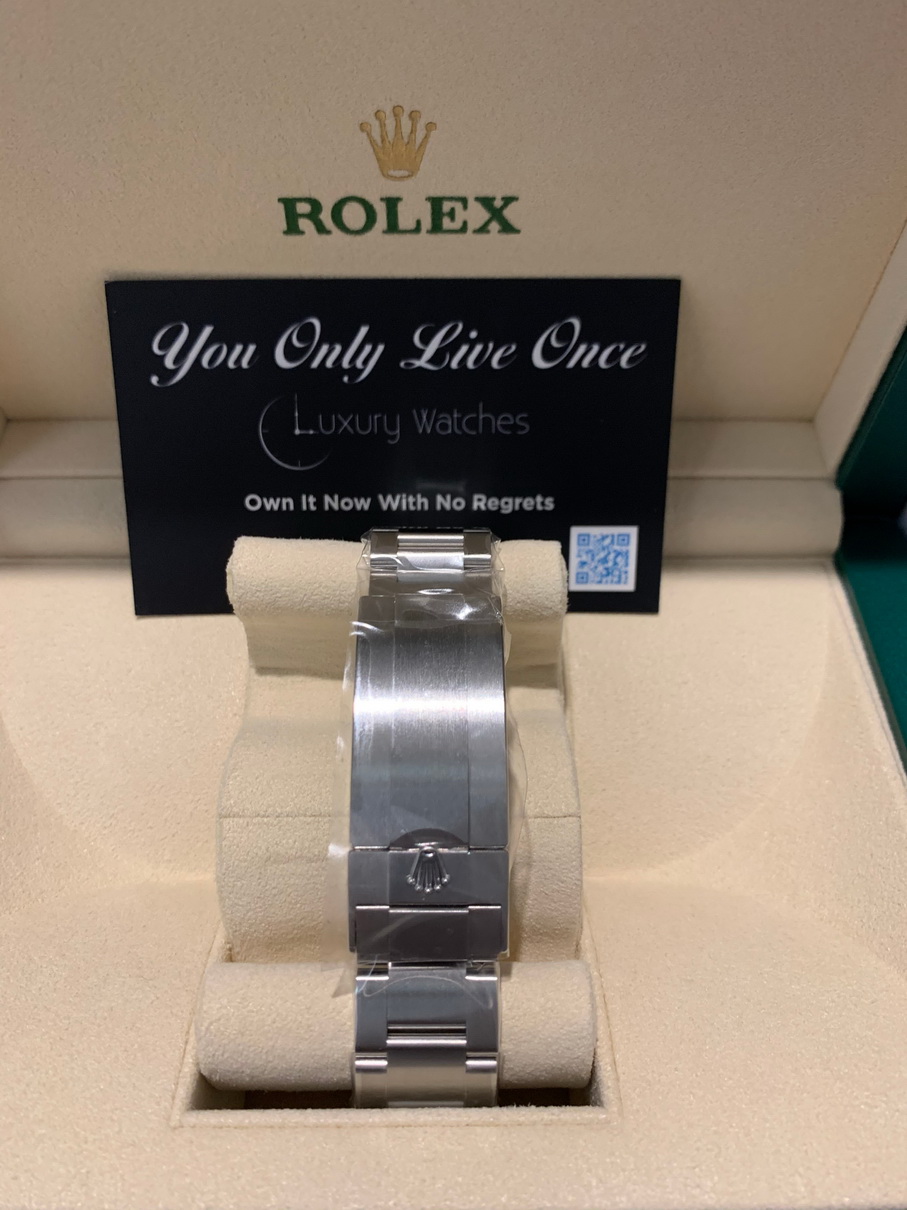 ROLEX
You Only Live Once
Luxury Watches
Own It Now With No Regrets